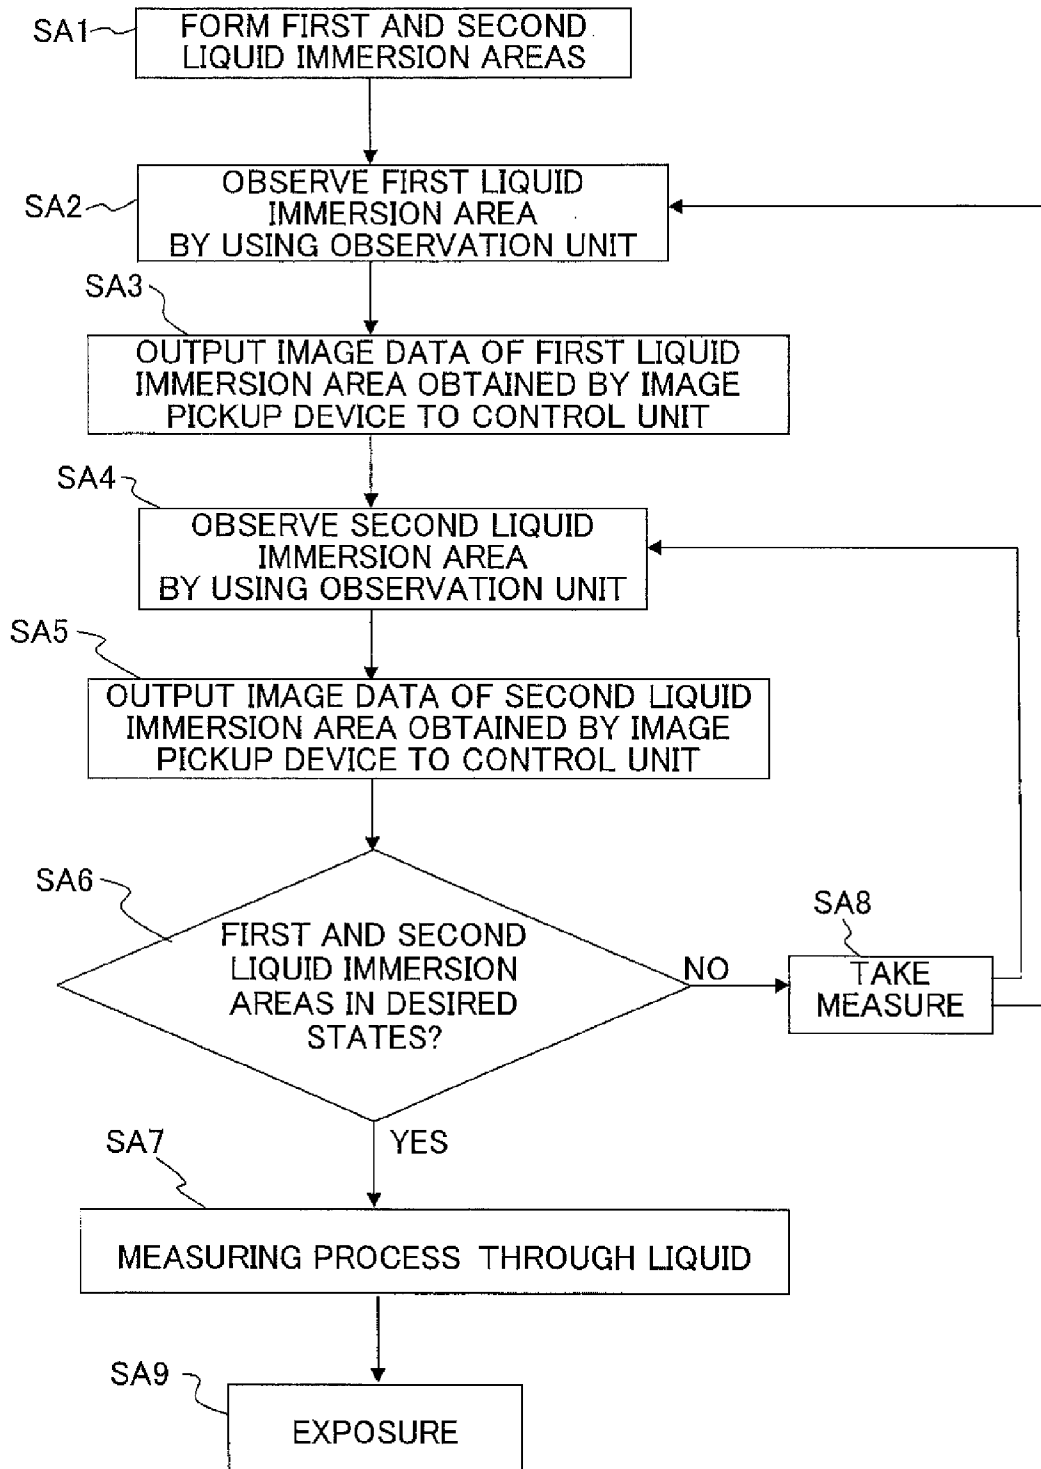 SA1
FORM FIRST AND SECOND
LIQUID IMMERSION AREAS
SA2
OBSERVE FIRST LIQUID
IMMERSION AREA
BY USING OBSERVATION UNIT
SA3
OUTPUT IMAGE DATA OF FIRST LIQUID
IMMERSION AREA OBTAINED BY IMAGE
PICKUP DEVICE TO CONTROL UNIT
SA4
OBSERVE SECOND LIQUID
IMMERSION AREA
BY USING OBSERVATION UNIT
SA5
OUTPUT IMAGE DATA OF SECOND LIQUID
IMMERSION AREA OBTAINED BY IMAGE
PICKUP DEVICE TO CONTROL UNIT
SA6
FIRST AND SECOND
LIQUID IMMERSION
AREAS IN DESIRED
STATES?
NO
SA8
TAKE
MEASURE
YES
SA7
MEASURING PROCESS THROUGH LIQUID
SA9
EXPOSURE